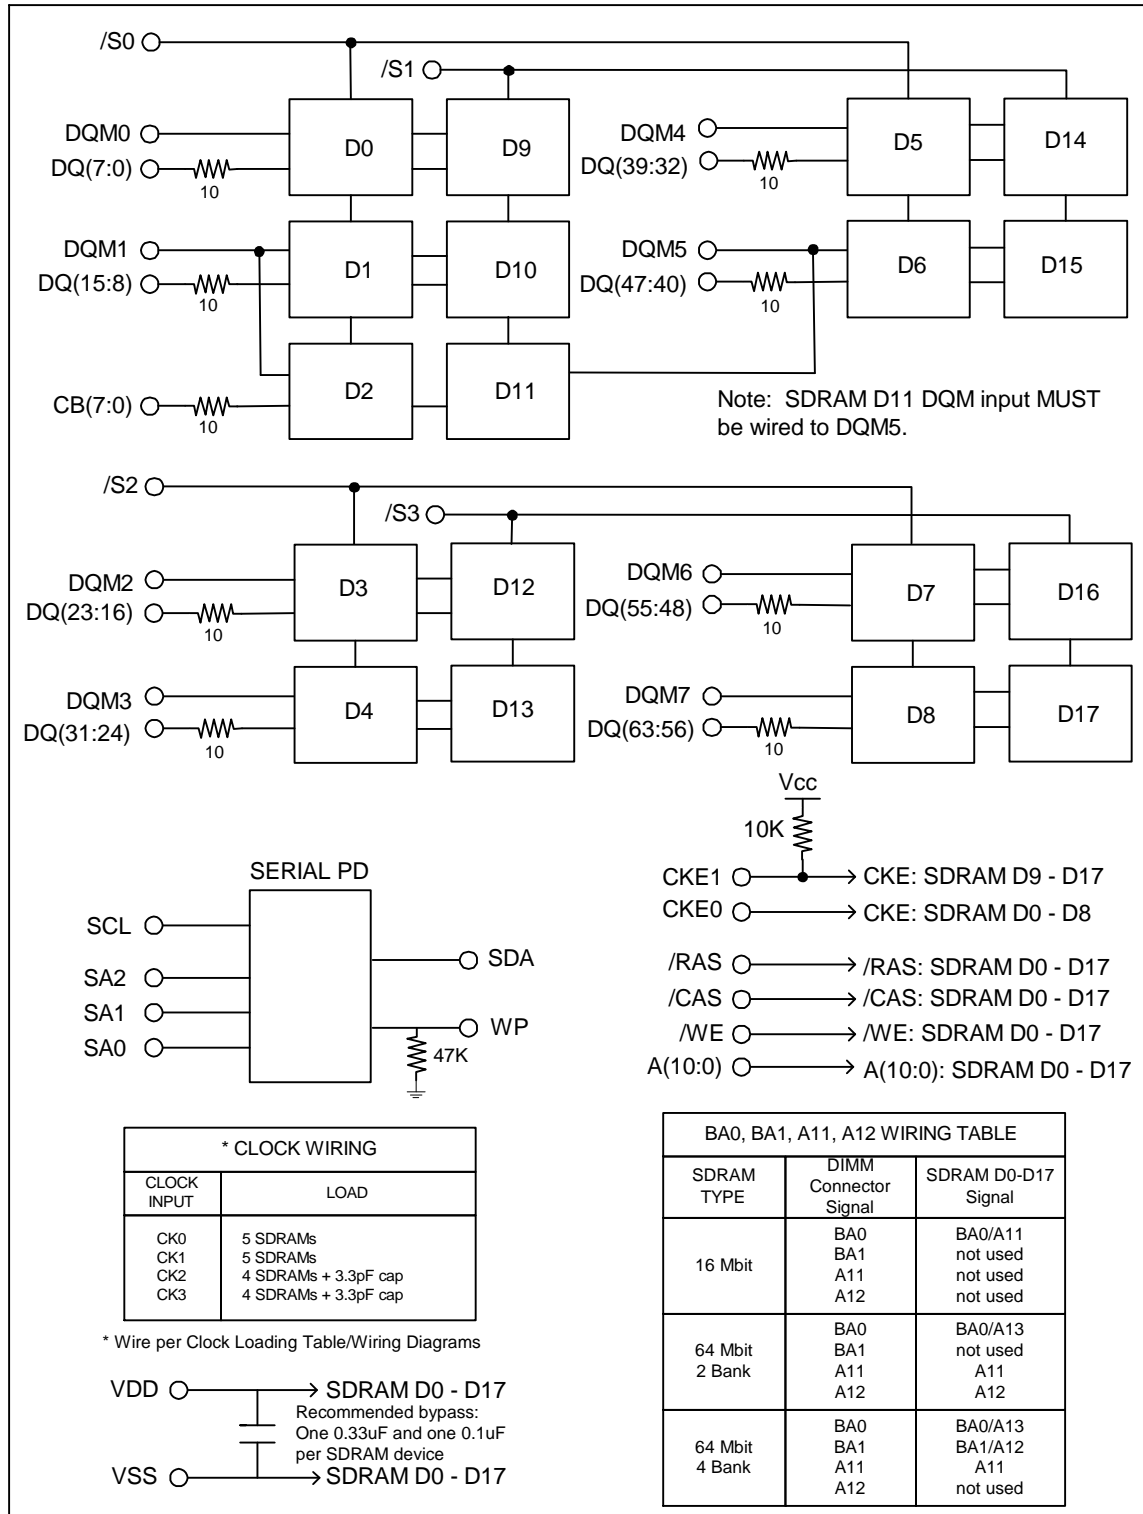 /S0
/S1
DQM0
D0
D9
DQM4
D5
D14
DQ(7:0)
10
DQ(39:32)
10
DQM1
D1
D10
DQM5
D6
D15
DQ(15:8)
10
DQ(47:40)
10
D2
D11
CB(7:0)
10
Note: SDRAM D11 DQM input MUST
be wired to DQM5.
/S2
/S3
DQM2
D3
D12
DQM6
D7
D16
DQ(23:16)
10
DQ(55:48)
10
DQM3
D4
D13
DQM7
D8
D17
DQ(31:24)
10
DQ(63:56)
10
Vcc
10K
CKE1
CKE: SDRAM D9 - D17
CKE0
CKE: SDRAM D0 - D8
/RAS
/RAS: SDRAM D0 - D17
/CAS
/CAS: SDRAM D0 - D17
/WE
/WE: SDRAM D0 - D17
A(10:0)
A(10:0): SDRAM D0 - D17
SERIAL PD
SCL
SA2
SA1
SA0
SDA
WP
47K
* CLOCK WIRING
CLOCK INPUT LOAD
CK0 5 SDRAMs
CK1 5 SDRAMs
CK2 4 SDRAMs + 3.3pF cap
CK3 4 SDRAMs + 3.3pF cap
* Wire per Clock Loading Table/Wiring Diagrams
VDD
SDRAM D0 - D17
Recommended bypass:
One 0.33uF and one 0.1uF
per SDRAM device
VSS
SDRAM D0 - D17
BA0, BA1, A11, A12 WIRING TABLE
SDRAM TYPE DIMM Connector Signal SDRAM D0-D17 Signal
16 Mbit
BA0 BA0/A11
BA1 not used
A11 not used
A12 not used
64 Mbit
2 Bank
BA0 BA0/A13
BA1 not used
A11 A11
A12 A12
64 Mbit
4 Bank
BA0 BA0/A13
BA1 BA1/A12
A11 A11
A12 not used